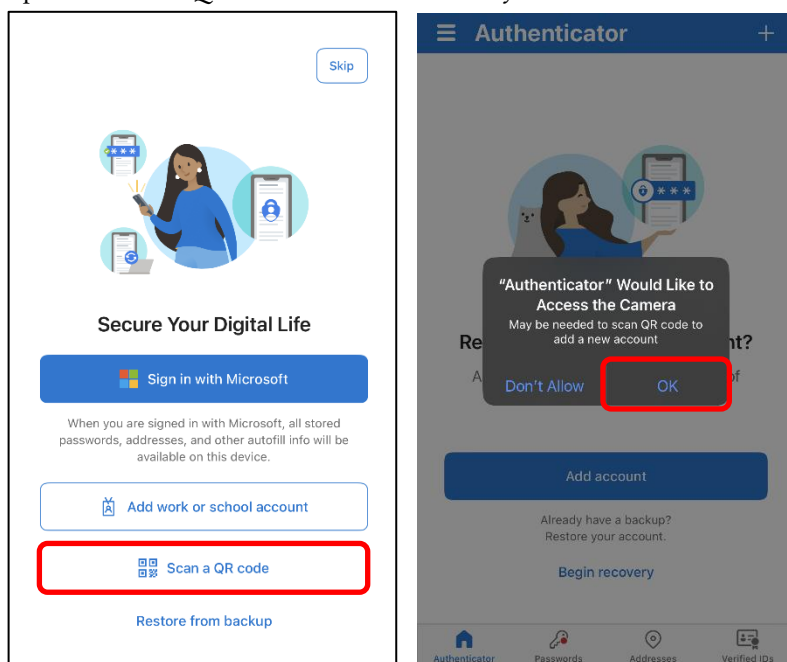 Skip
Secure Your Digital Life
Sign in with Microsoft
When you are signed in with Microsoft, all stored
passwords, addresses, and other autofill info will be
available on this device.
Add work or school account
Scan a QR code
Restore from backup
Authenticator
"Authenticator" Would Like to
Access the Camera
May be needed to scan QR code to
add a new account
Re
nt?
A
of
Don't Allow
OK
Add account
Already have a backup?
Restore your account.
Begin recovery
Authenticator
Passwords
Addresses
Verified IDs